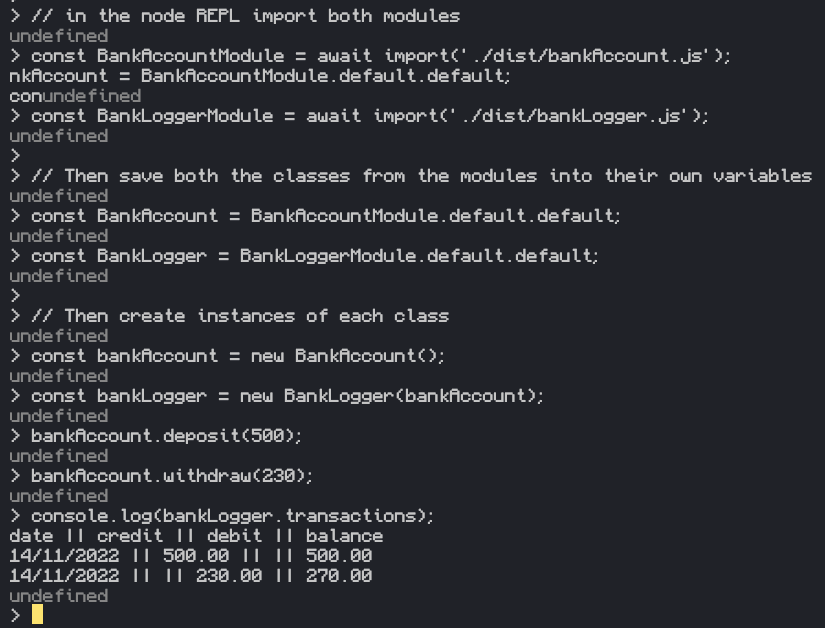 > // in the node REPL import both modules
undefined
> const BankAccountModule = await import('./dist/bankAccount.js');
nkAccount = BankAccountModule.default.default;
conundefined
> const BankLoggerModule = await import('./dist/bankLogger.js');
undefined
>
> // Then save both the classes from the modules into their own variables
undefined
> const BankAccount = BankAccountModule.default.default;
undefined
> const BankLogger = BankLoggerModule.default.default;
undefined
>
> // Then create instances of each class
undefined
> const bankAccount = new BankAccount();
undefined
> const bankLogger = new BankLogger(bankAccount);
undefined
> bankAccount.deposit(500);
undefined
> bankAccount.withdraw(230);
undefined
> console.log(bankLogger.transactions);
date || credit || debit || balance
14/11/2022 || 500.00 || || 500.00
14/11/2022 || || 230.00 || 270.00
undefined
>